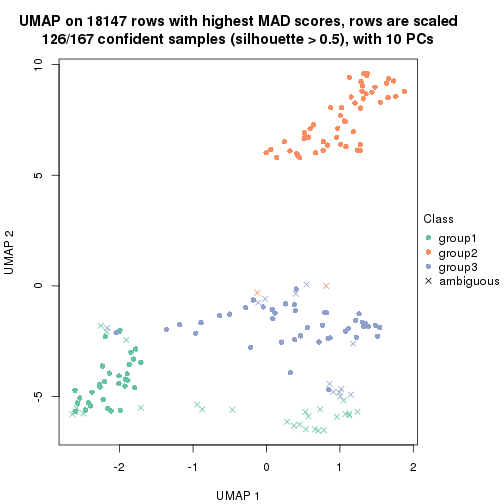 UMAP on 18147 rows with highest MAD scores, rows are scaled
126/167 confident samples (silhouette > 0.5), with 10 PCs
10
5
0
-5
UMAP 2
-2
-1
0
1
2
UMAP 1
Class
group1
group2
group3
ambiguous